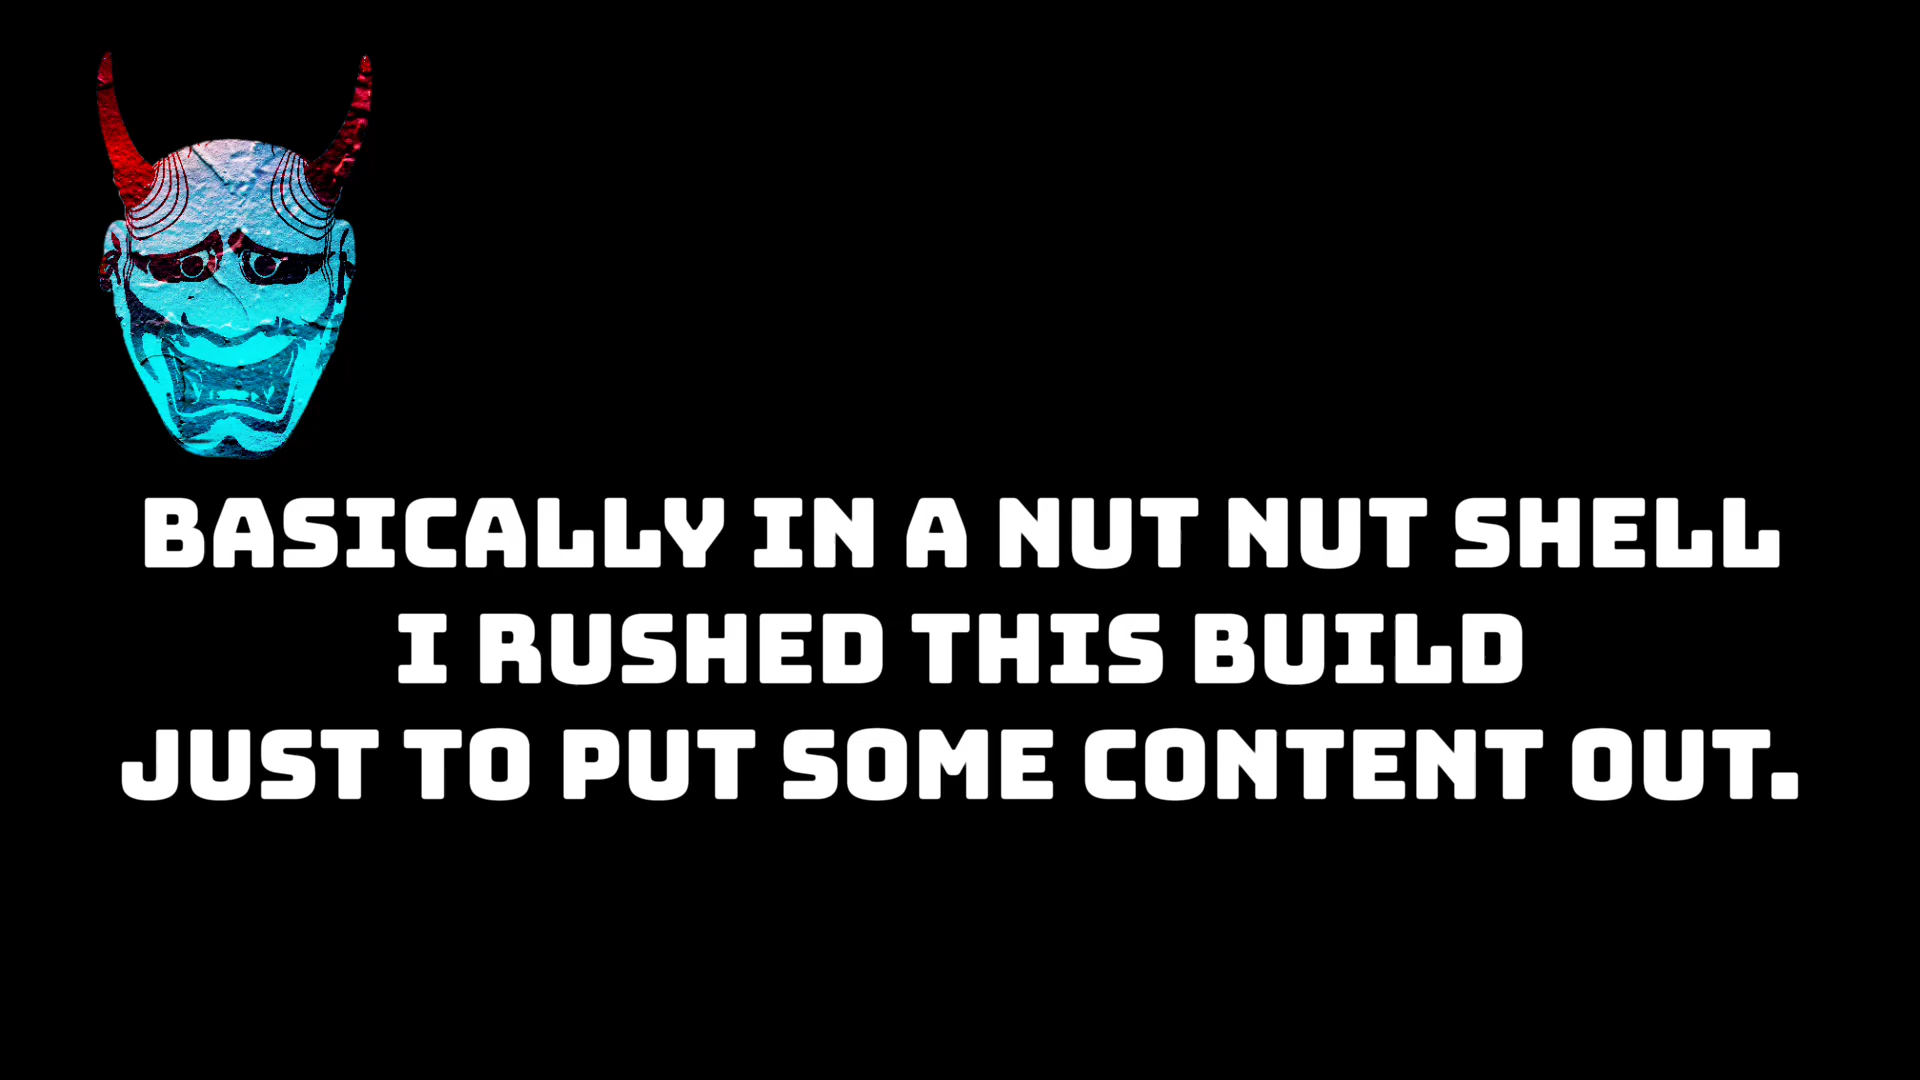 BASICALLY IN A NUT NUT SHELL
I RUSHED THIS BUILD
JUST TO PUT SOME CONTENT OUT.